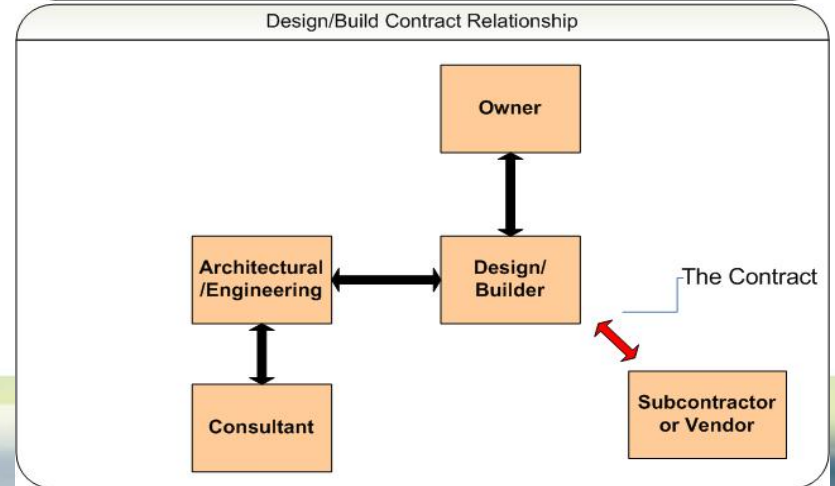 Design/Build Contract Relationship
Owner
Architectural
/Engineering
Design/
Builder
The Contract
Consultant
Subcontractor
or Vendor